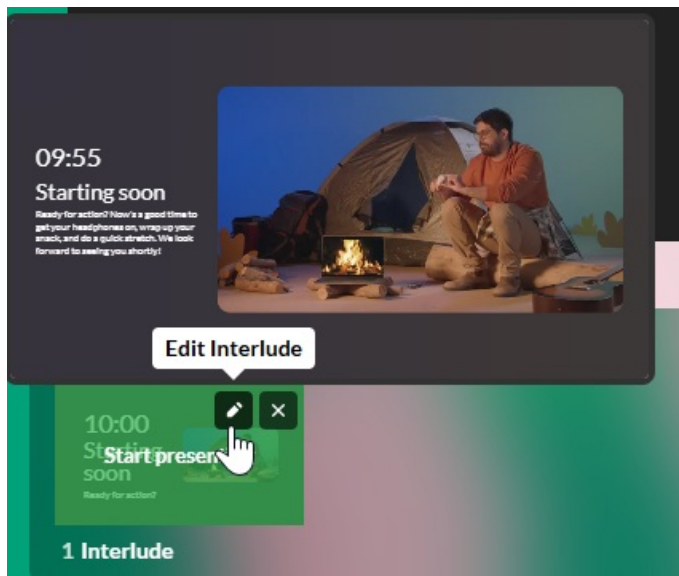 09:55
Starting soon
Ready for action? Now's a good time to
get your headphones on, wrap up your
snack, and do a quick stretch. We look
forward to seeing you shortly!
Edit Interlude
10:00
Starting
soon
Start present
Ready for action?
1 Interlude